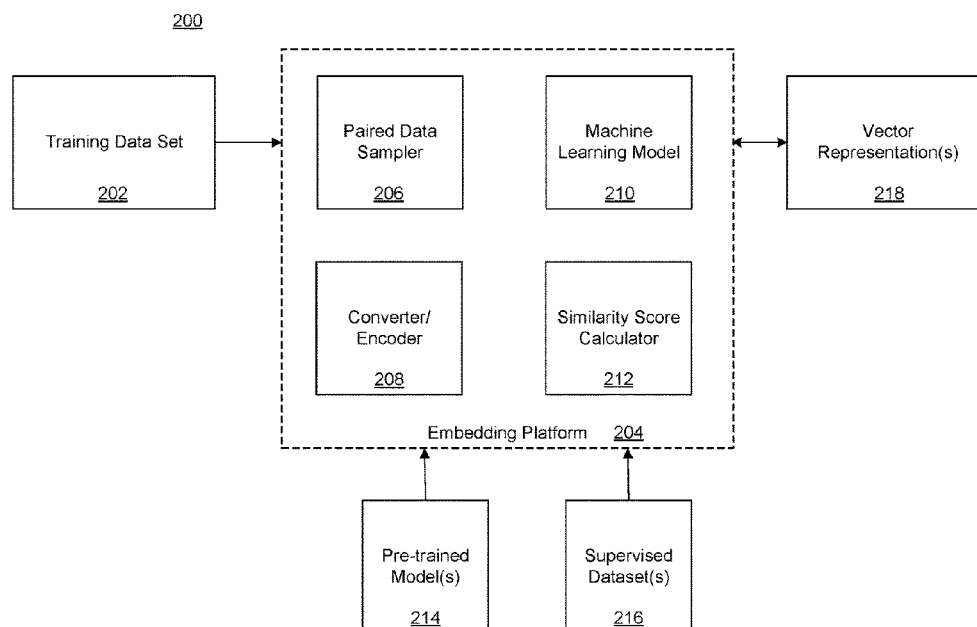 200
Training Data Set
202
Paired Data
Sampler
206
Machine
Learning Model
210
Vector
Representation(s)
218
Converter/
Encoder
208
Similarity Score
Calculator
212
Embedding Platform 204
Pre-trained
Model(s)
214
Supervised
Dataset(s)
216